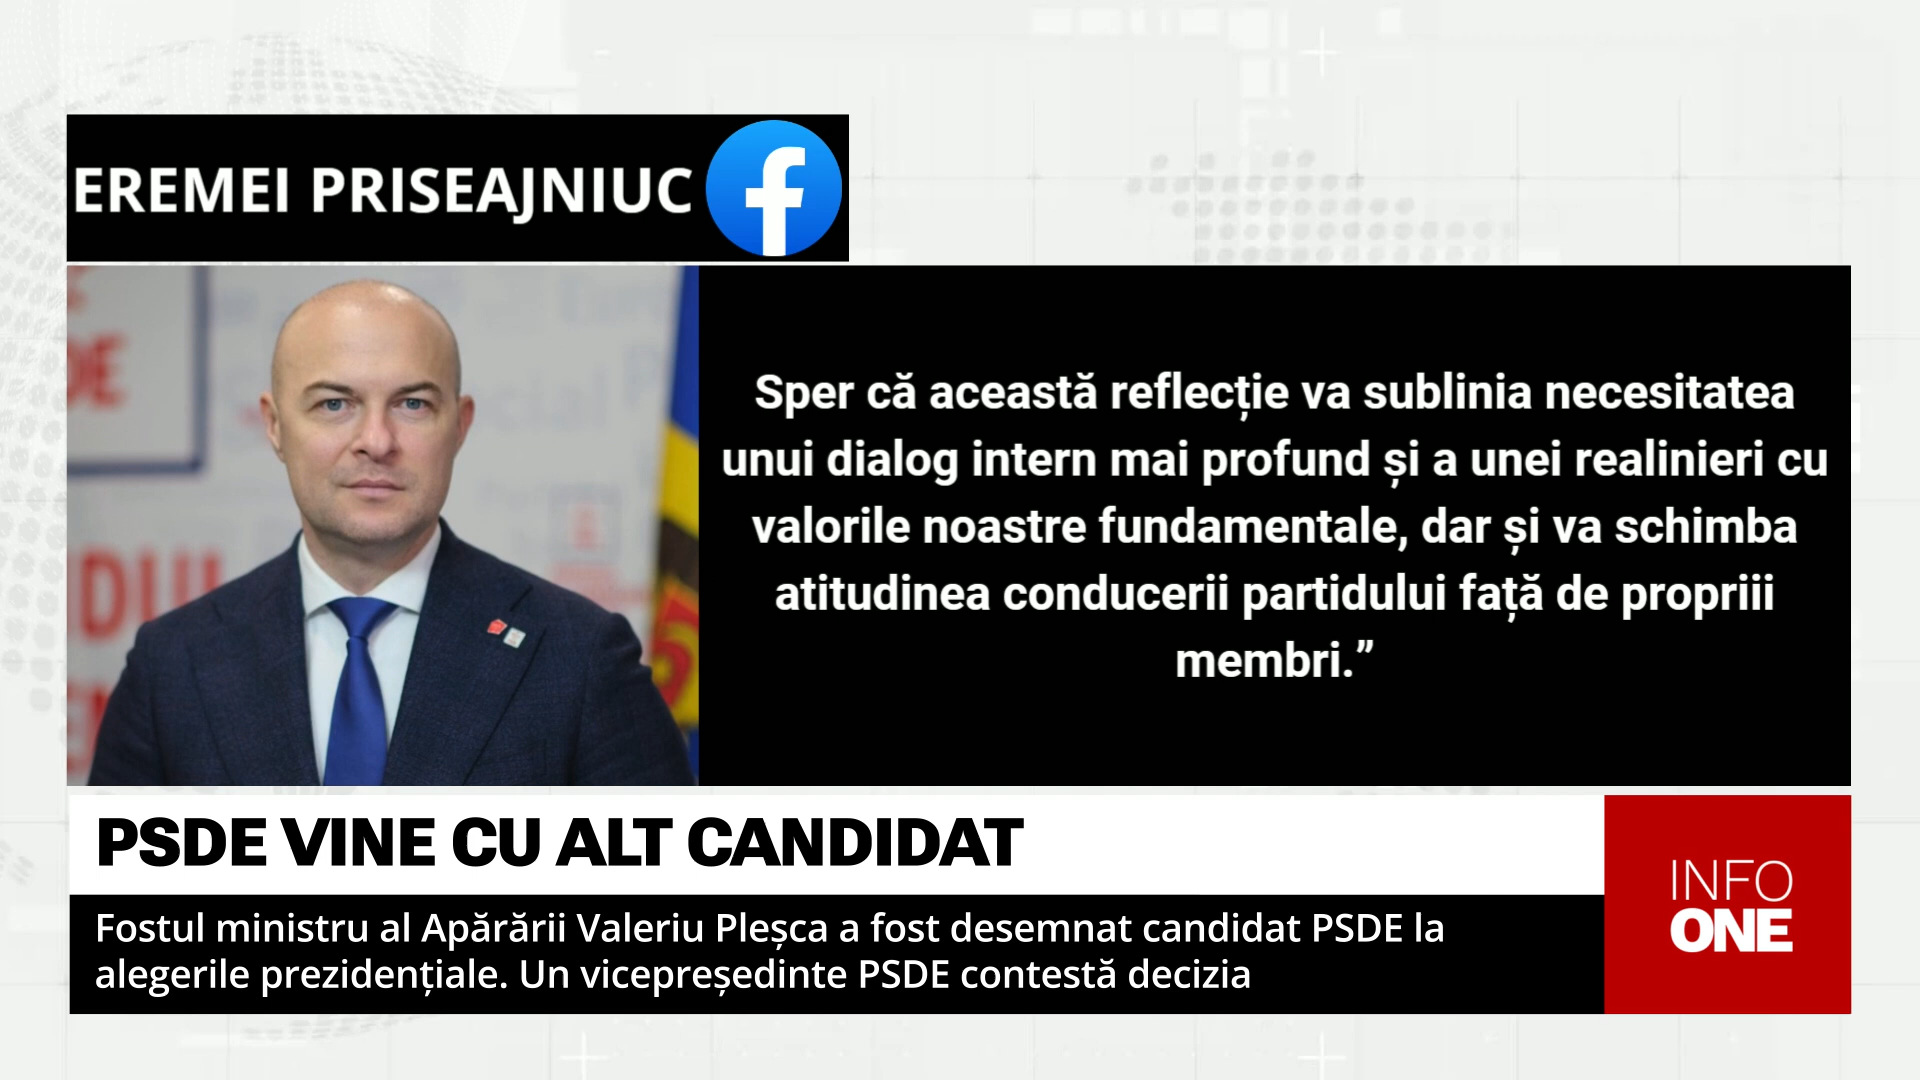 EREMEI PRISEAJNIUC
Sper că această reflecție va sublinia necesitatea
unui dialog intern mai profund și a unei realinieri cu
valorile noastre fundamentale, dar și va schimba
atitudinea conducerii partidului față de propriii
membri.”
PSDE VINE CU ALT CANDIDAT
Fostul ministru al Apărării Valeriu Pleșca a fost desemnat candidat PSDE la
alegerile prezidențiale. Un vicepreședinte PSDE contestă decizia
INFO
ONE